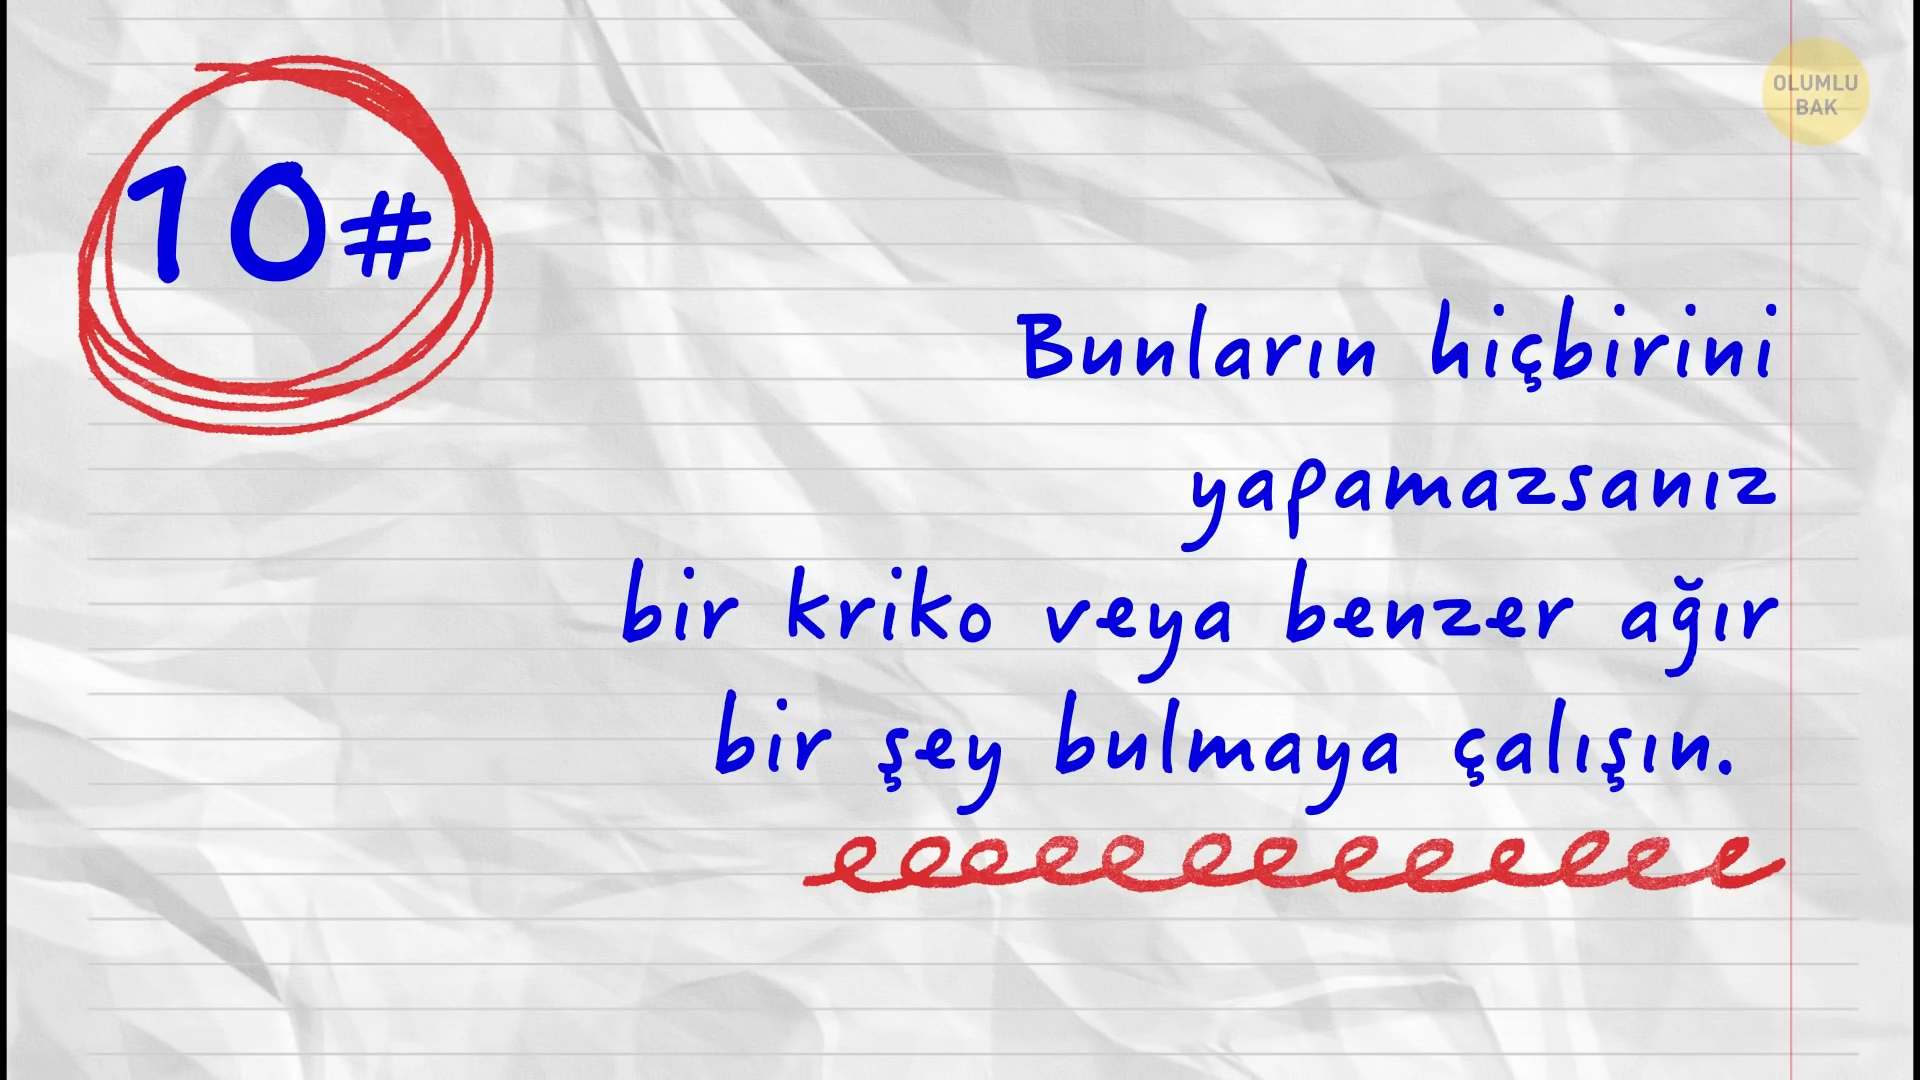 OLUMLU
BAK
10#
Bunların hiçbirini
yapamazsanız
bir kriko veya benzer ağır
bir şey bulmaya çalışın.